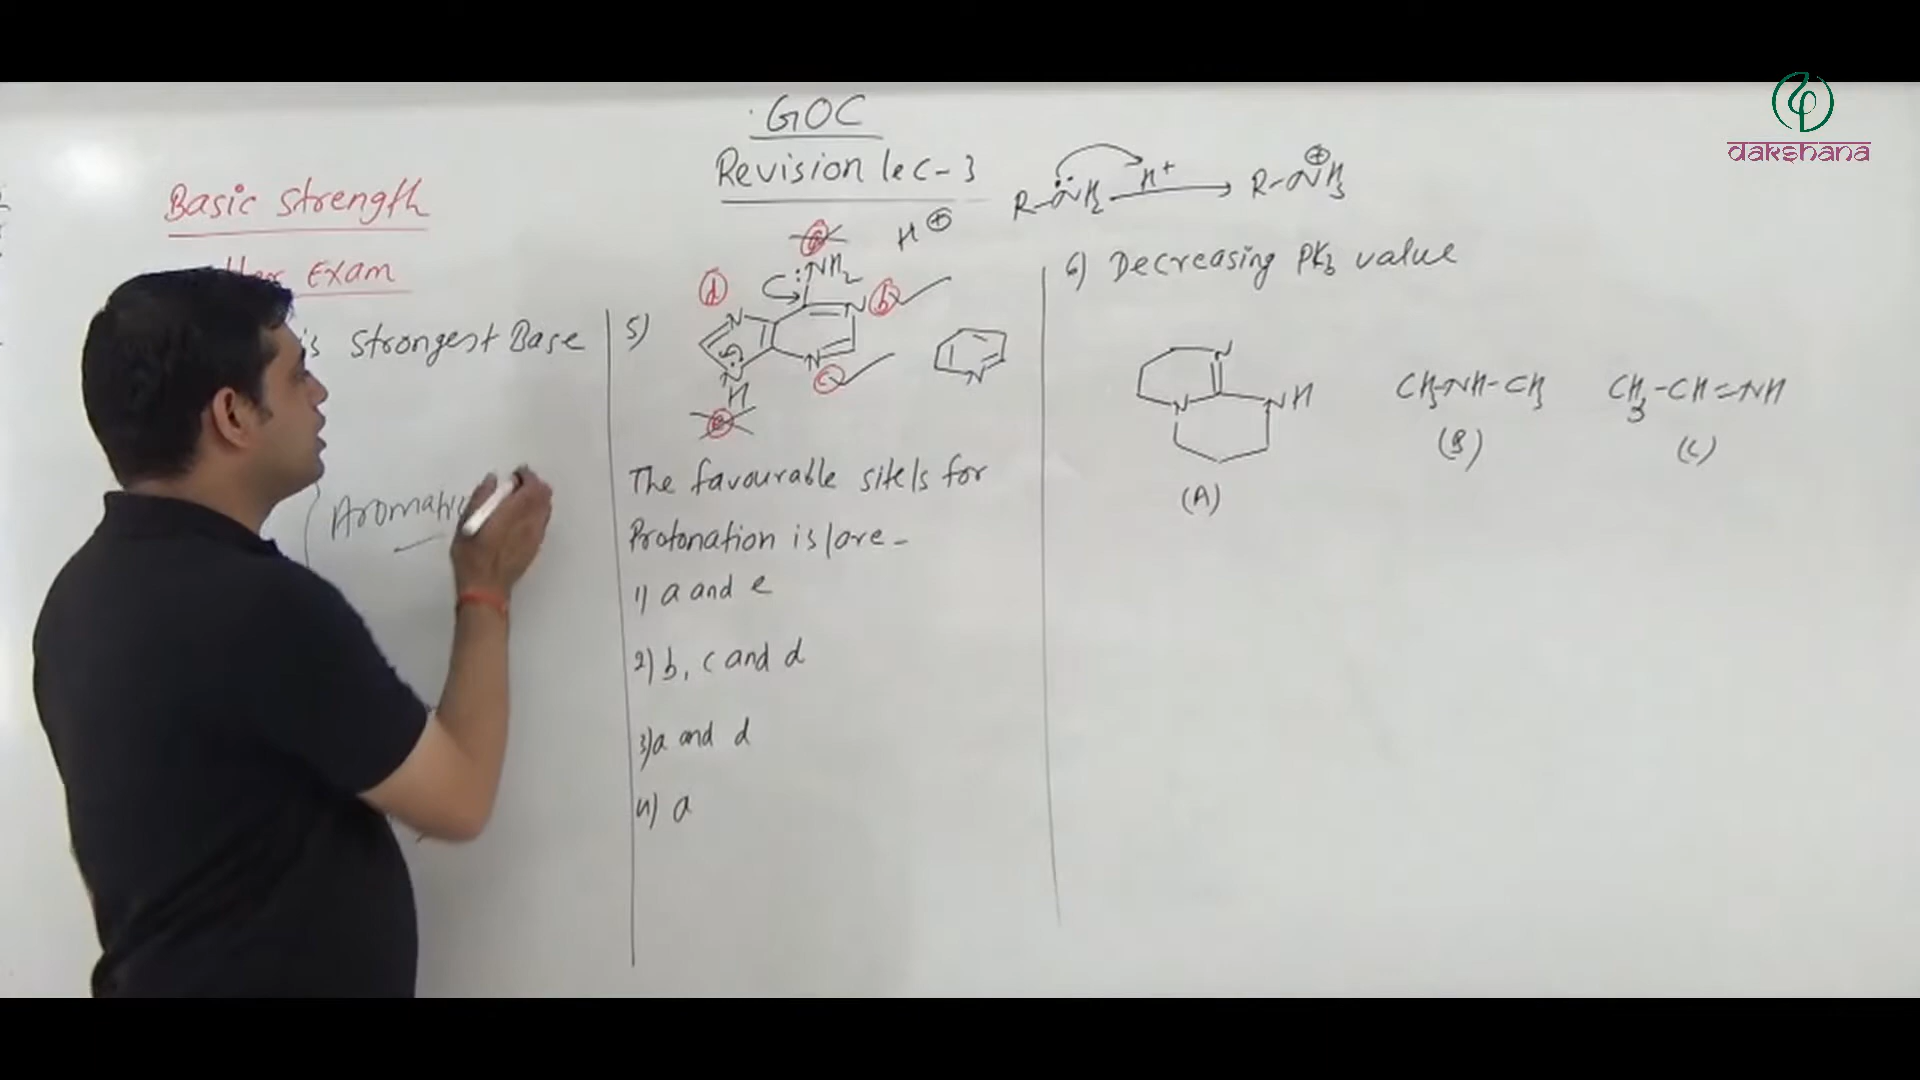 GOC
Revision lec-3
dakshana
Basic strength
Exam
is strongest Base
Aromatic
R-NH2 H+ → R-NH3
H+
5)
a
NH2
d
b
N
N
N
N
H
c
e
N
The favourable site/s for
Protonation is/are -
1) a and e
2) b, c and d
3) a and d
4) a
6) Decreasing PKb value
N
N
NH
(A)
CH3-NH-CH3
(B)
CH3-CH=NH
(C)